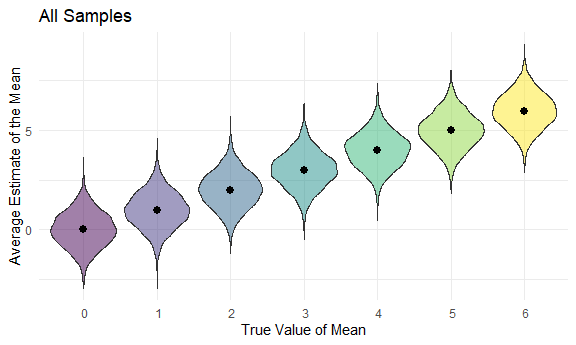 All Samples
Average Estimate of the Mean
5
0
0 1 2 3 4 5 6
True Value of Mean